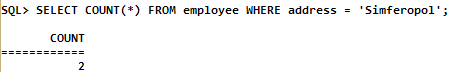 SQL> SELECT COUNT(*) FROM employee WHERE address = 'Simferopol';
COUNT
============
2